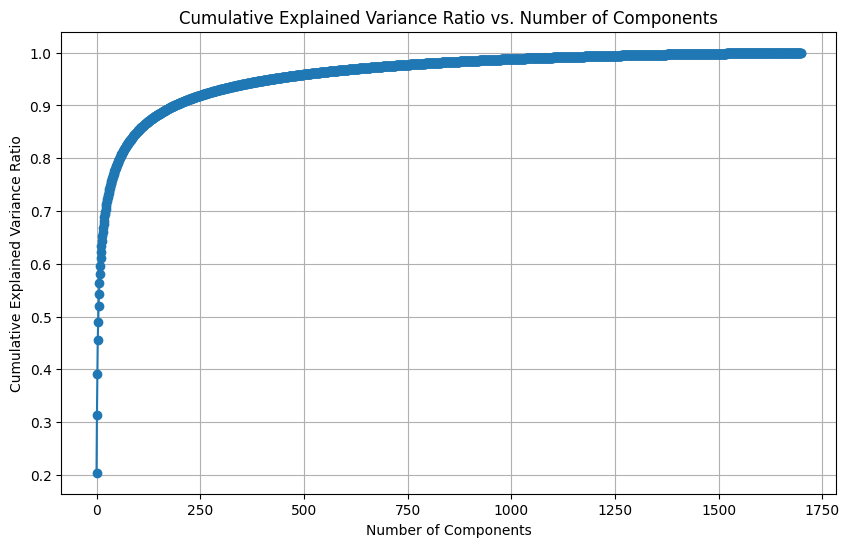 Cumulative Explained Variance Ratio vs. Number of Components
Cumulative Explained Variance Ratio
1.0
0.9
0.8
0.7
0.6
0.5
0.4
0.3
0.2
0 250 500 750 1000 1250 1500 1750
Number of Components